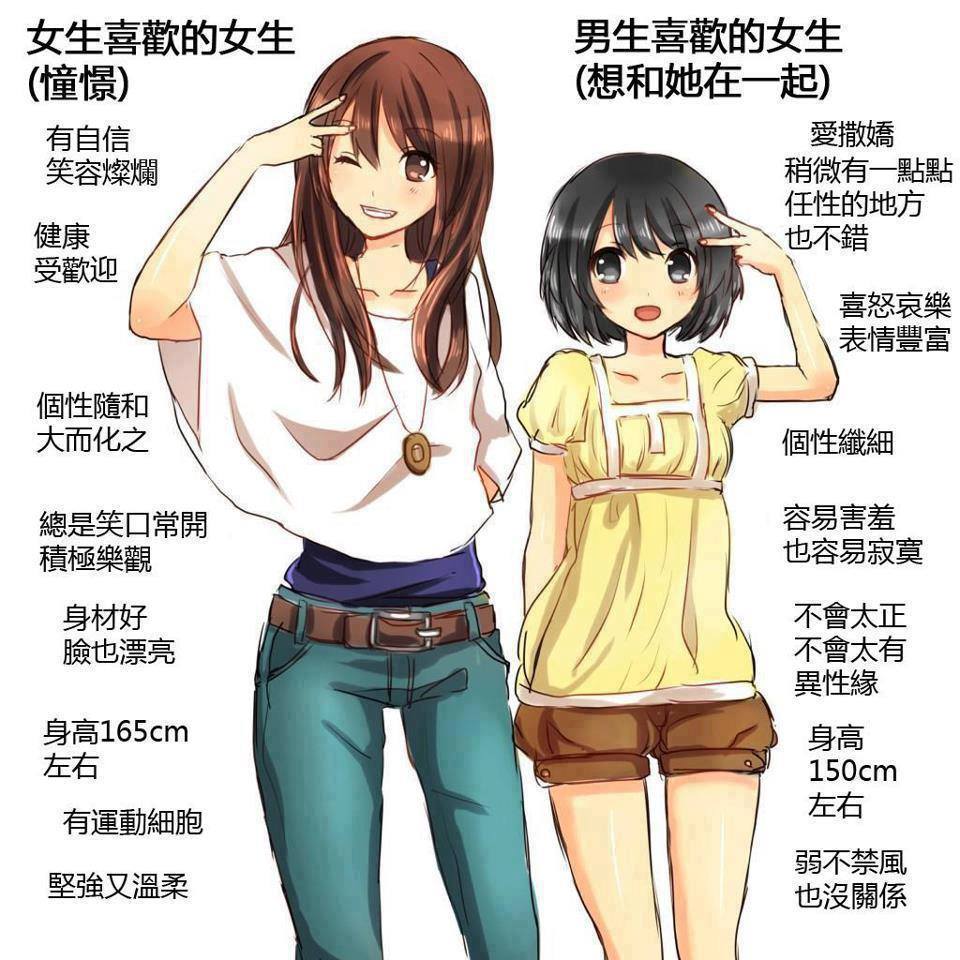 女生喜歡的女生
(憧憬)
有自信
笑容燦爛
健康
受歡迎
個性隨和
大而化之
總是笑口常開
積極樂觀
身材好
臉也漂亮
身高165cm
左右
有運動細胞
堅強又溫柔
男生喜歡的女生
(想和她在一起)
愛撒嬌
稍微有一點點
任性的地方
也不錯
喜怒哀樂
表情豐富
個性纖細
容易害羞
也容易寂寞
不會太正
不會太有
異性緣
身高
150cm
左右
弱不禁風
也沒關係